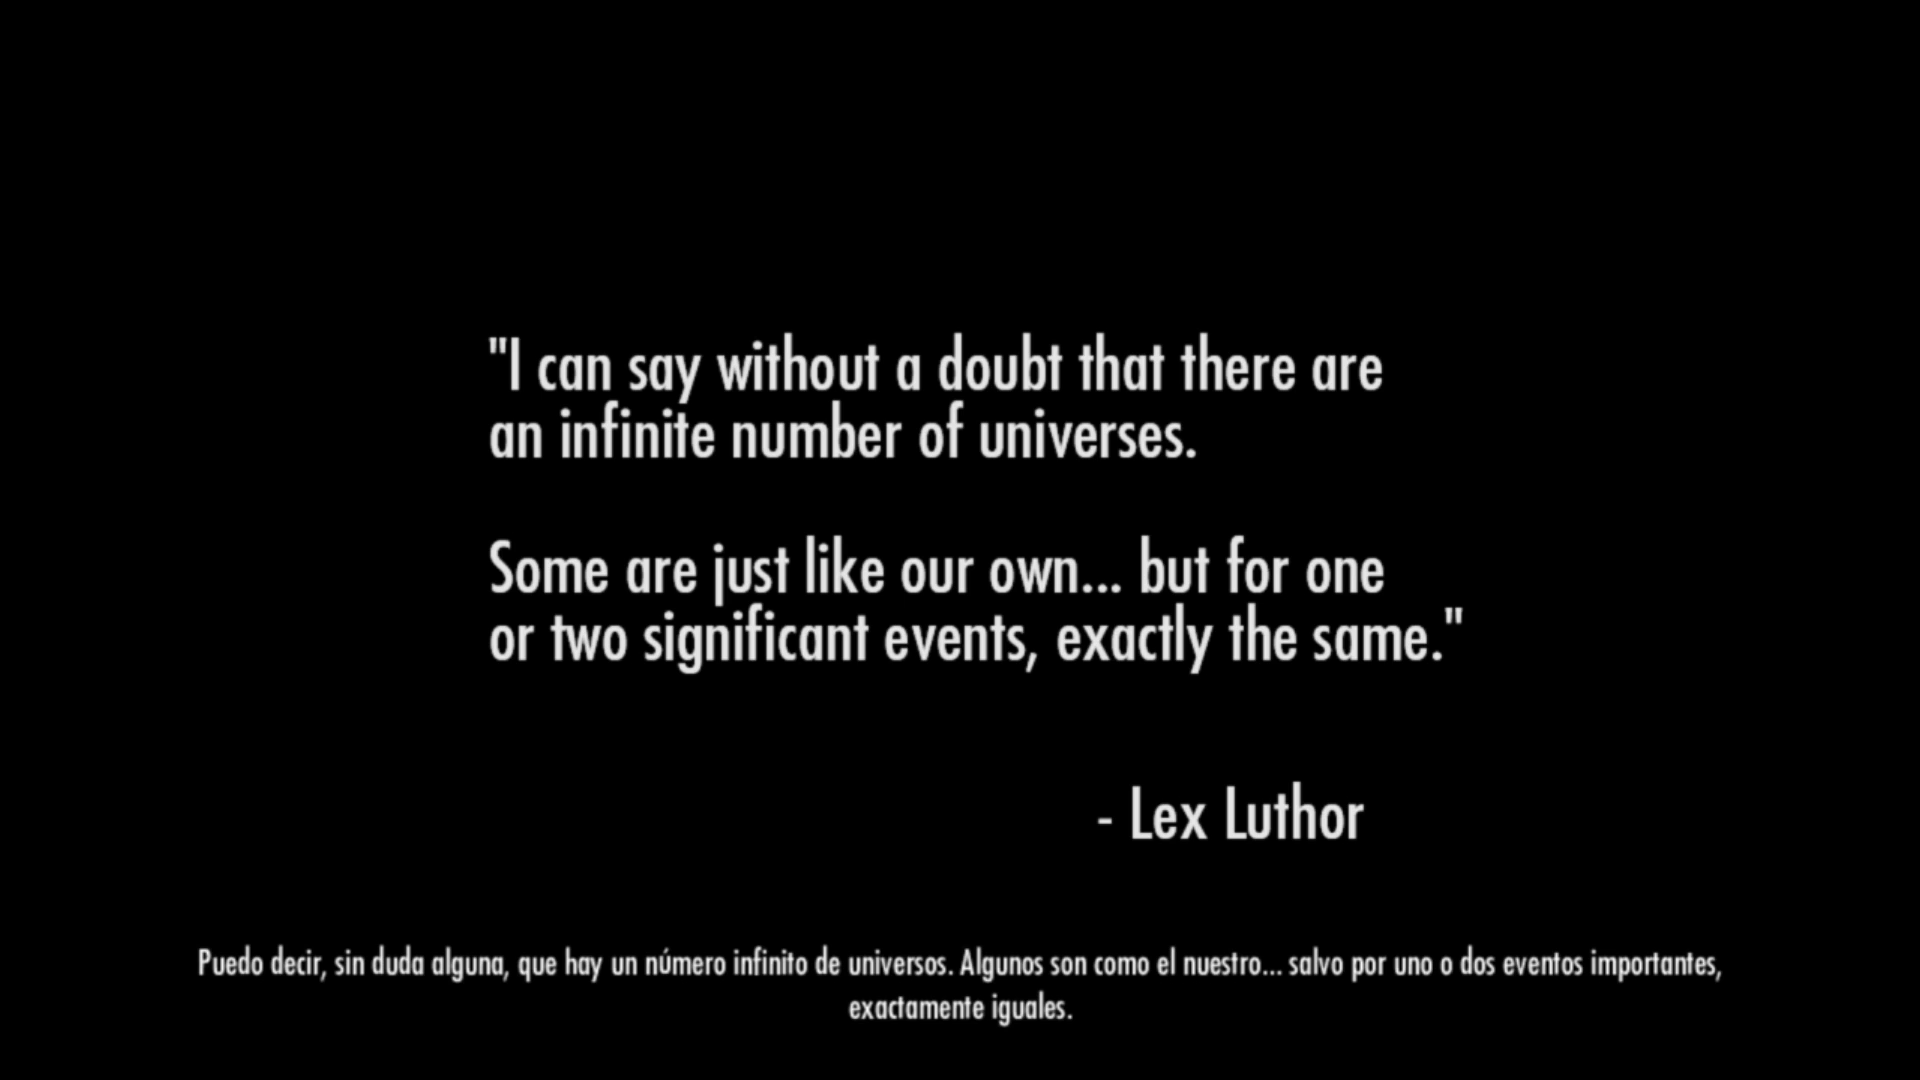 "I can say without a doubt that there are
an infinite number of universes.
Some are just like our own... but for one
or two significant events, exactly the same."
- Lex Luthor
Puedo decir, sin duda alguna, que hay un número infinito de universos. Algunos son como el nuestro... salvo por uno o dos eventos importantes,
exactamente iguales.